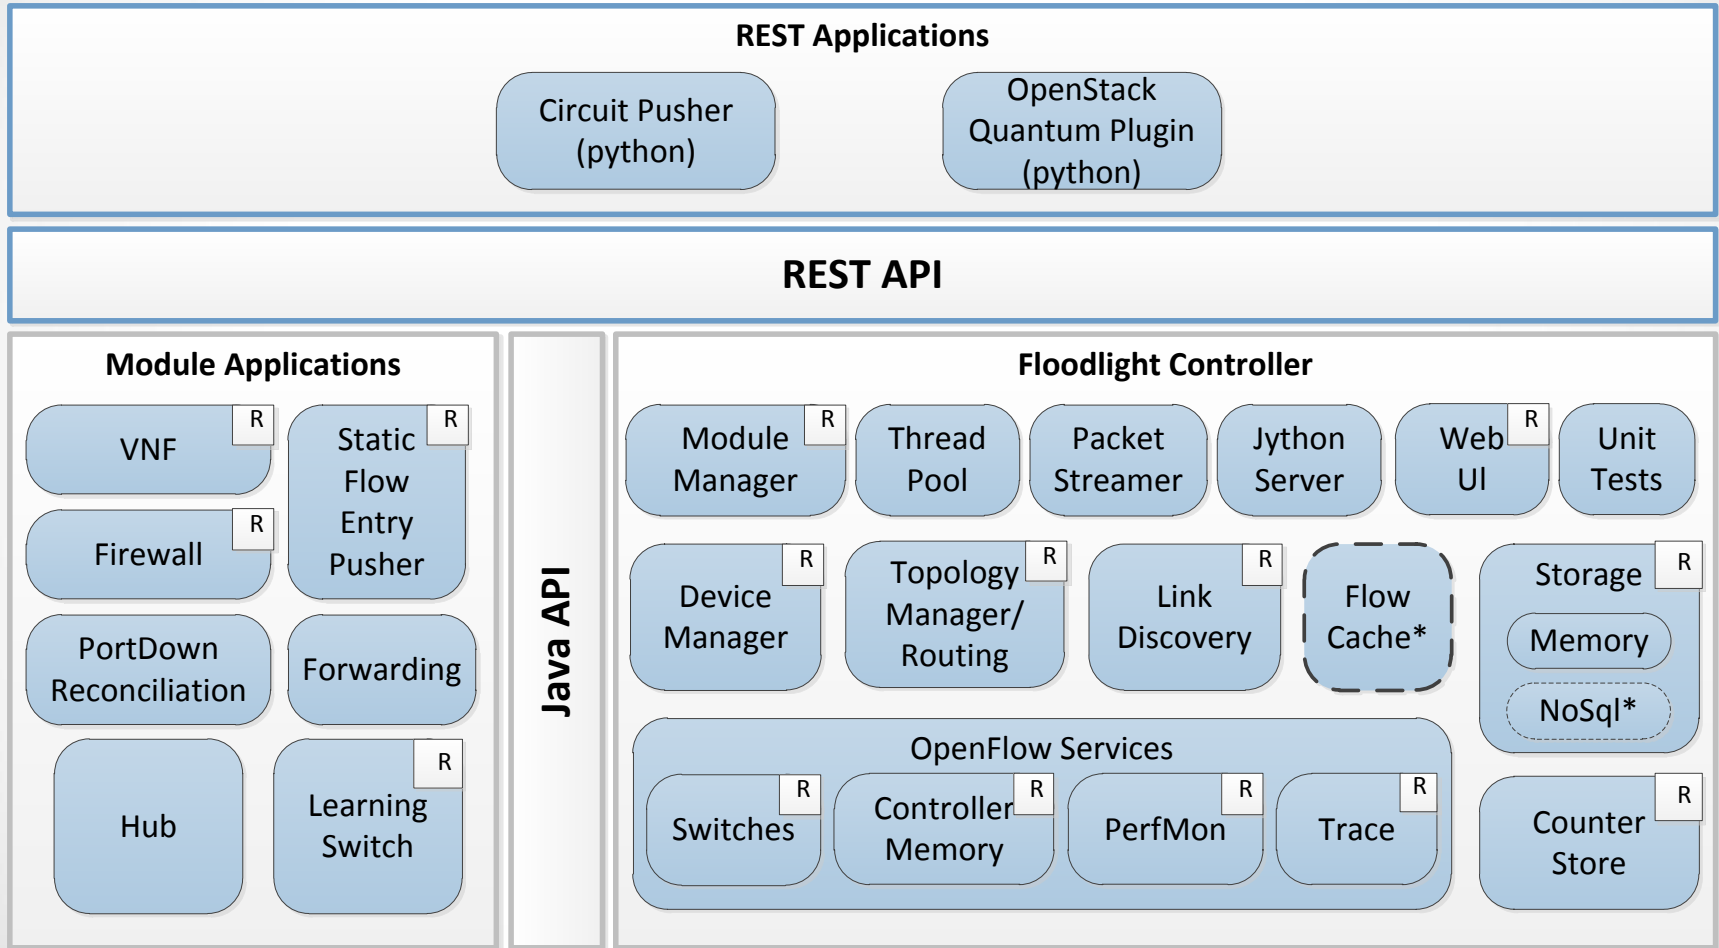 REST Applications
Circuit Pusher
(python)
OpenStack
Quantum Plugin
(python)
REST API
Module Applications
VNF
R
Static
Flow
Entry
Pusher
R
Firewall
R
PortDown
Reconciliation
Forwarding
Hub
Learning
Switch
R
Java API
Floodlight Controller
Module
Manager
R
Thread
Pool
Packet
Streamer
Jython
Server
Web
UI
R
Unit
Tests
Device
Manager
R
Topology
Manager/
Routing
R
Link
Discovery
R
Flow
Cache*
Storage
R
Memory
NoSql*
OpenFlow Services
Switches
R
Controller
Memory
R
PerfMon
R
Trace
R
Counter
Store
R